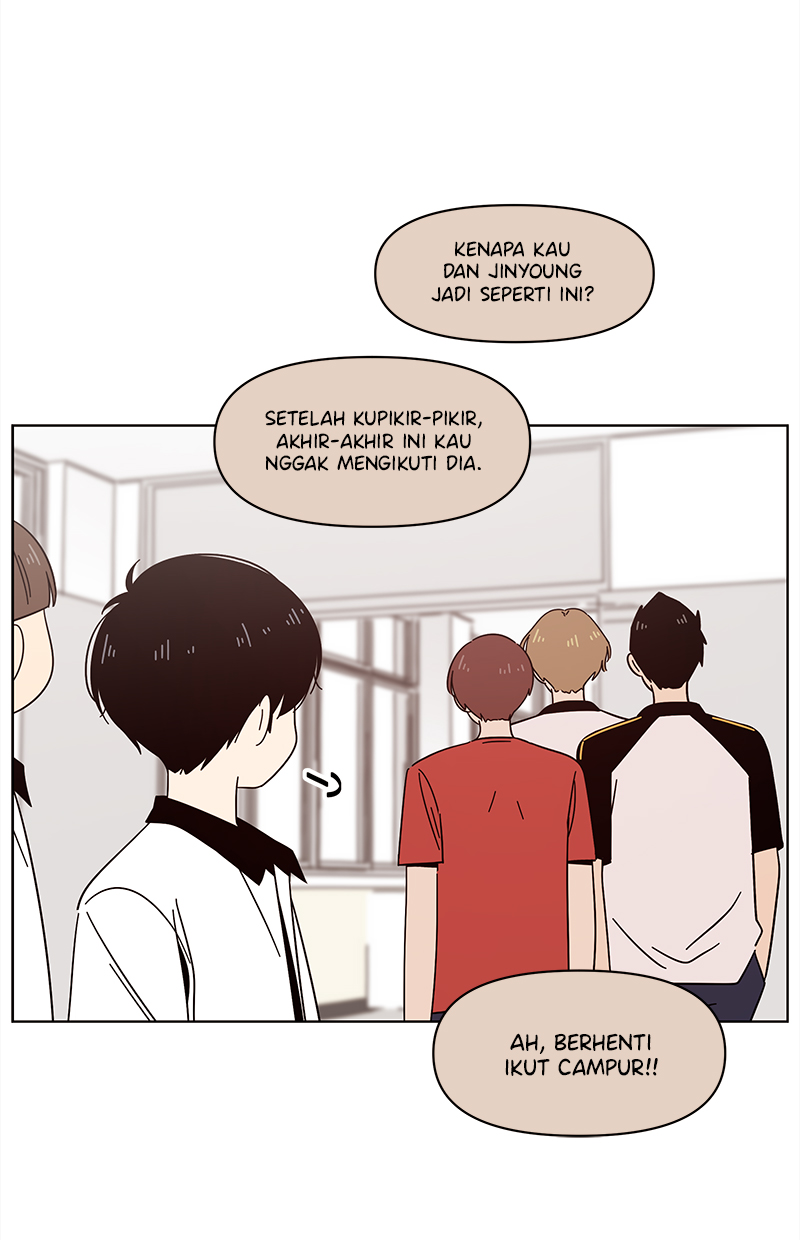 KENAPA KAU
DAN JINYOUNG
JADI SEPERTI INI?
SETELAH KUPIKIR-PIKIR,
AKHIR-AKHIR INI KAU
NGGAK MENGIKUTI DIA.
AH, BERHENTI
IKUT CAMPUR!!